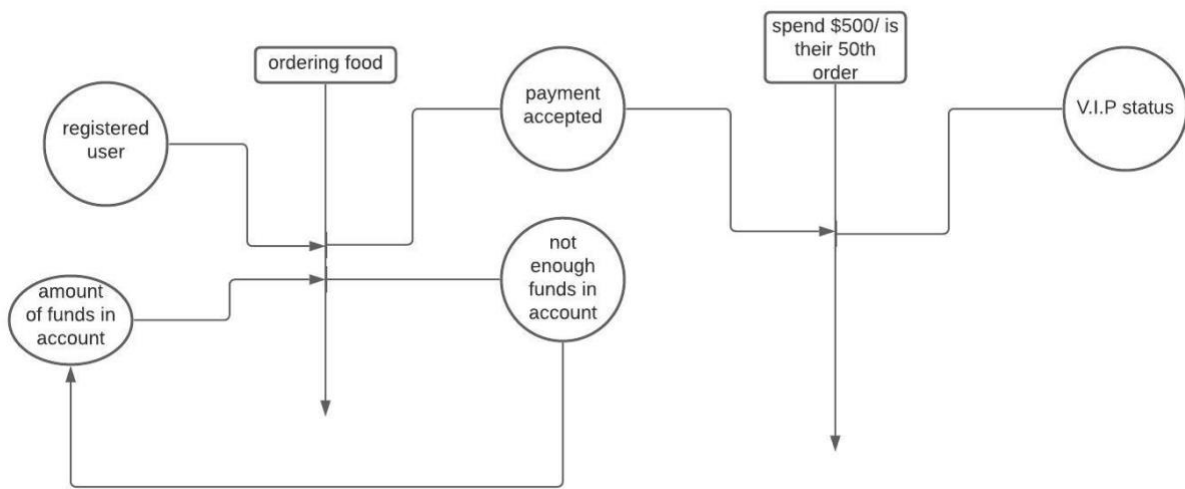 ordering food
spend $500/ is
their 50th
order
registered
user
payment
accepted
V.I.P status
amount
of funds in
account
not
enough
funds in
account